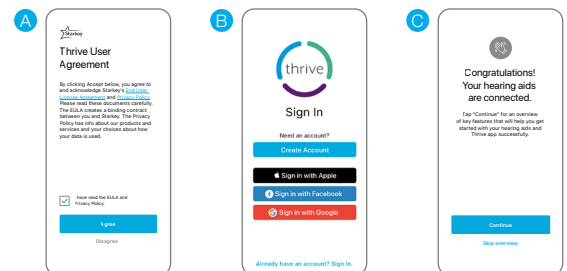 A
Starkey
Thrive User
Agreement
By clicking Accept below, you agree to
and acknowledge Starkey's End User
License Agreement and Privacy Policy
Please read these documents carefully.
The EULA creates a binding contract
between you and Starkey. The Privacy
Policy has info about our products and
services and your choices about how
your data is used.
I have read the EULA and
Privacy Policy.
Agree
Disagree
B
thrive
Sign In
Need an account?
Create Account
Sign in with Apple
Sign in with Facebook
Sign in with Google
Already have an account? Sign In.
C
Congratulations!
Your hearing aids
are connected.
Tap "Continue" for an overview
of key features that will help you get
started with your hearing aids and
Thrive app successfully.
Continue
Skip overview